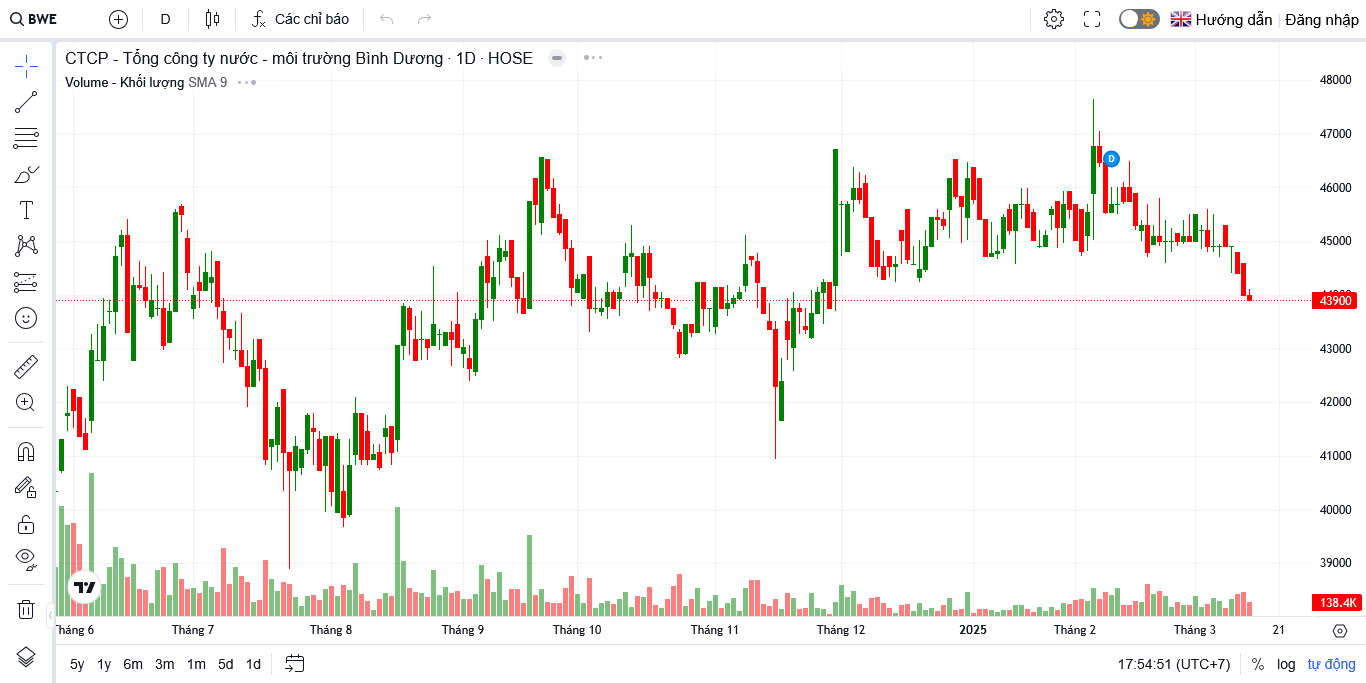 BWE D Các chỉ báo Hướng dẫn Đăng nhập
CTCP - Tổng công ty nước - môi trường Bình Dương · 1D · HOSE
Volume - Khối lượng SMA 9
48000
47000
D
46000
45000
43900
43000
42000
41000
40000
39000
138.4K
Tháng 6 Tháng 7 Tháng 8 Tháng 9 Tháng 10 Tháng 11 Tháng 12 2025 Tháng 2 Tháng 3 21
5y 1y 6m 3m 1m 5d 1d 17:54:51 (UTC+7) % log tự động